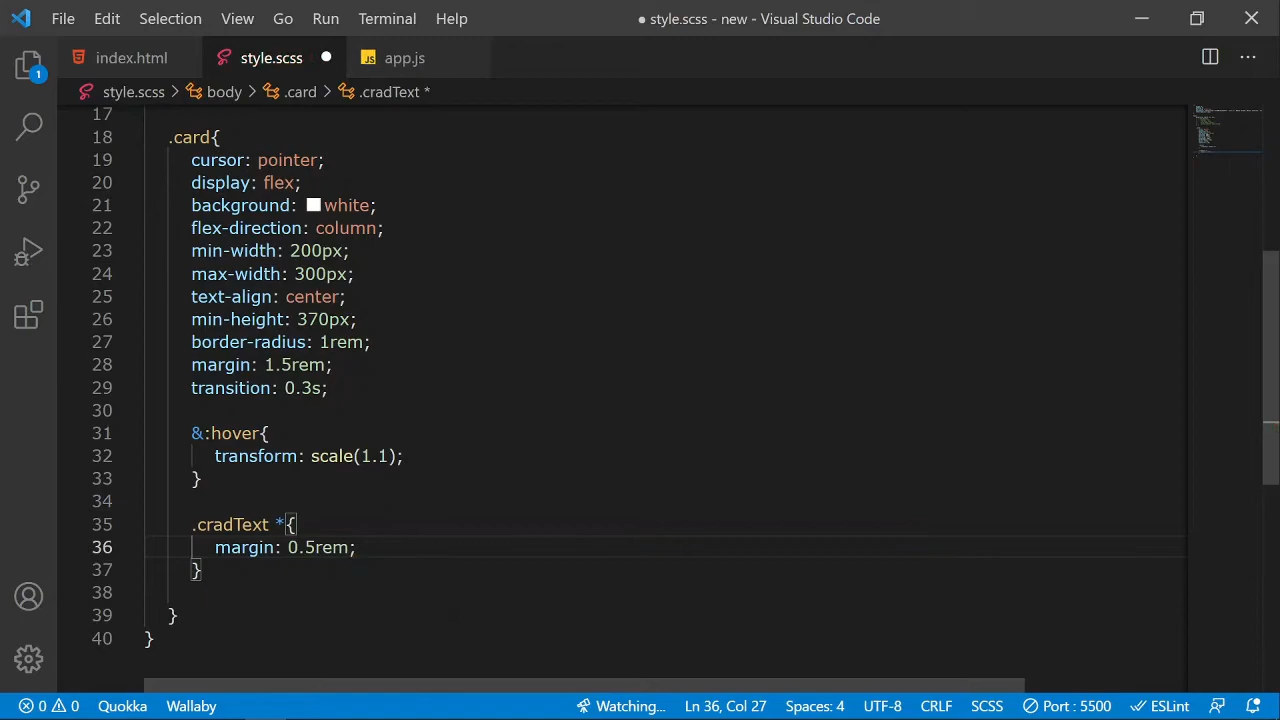 File Edit Selection View Go Run Terminal Help ● style.scss - new - Visual Studio Code
index.html style.scss ● JS app.js
style.scss > body > .card > .cradText *
17
18 .card{
19 cursor: pointer;
20 display: flex;
21 background: white;
22 flex-direction: column;
23 min-width: 200px;
24 max-width: 300px;
25 text-align: center;
26 min-height: 370px;
27 border-radius: 1rem;
28 margin: 1.5rem;
29 transition: 0.3s;
30
31 &:hover{
32 transform: scale(1.1);
33 }
34
35 .cradText *{
36 margin: 0.5rem;
37 }
38
39 }
40 }
1
0 0 Quokka Wallaby Watching... Ln 36, Col 27 Spaces: 4 UTF-8 CRLF SCSS Port : 5500 ESLint